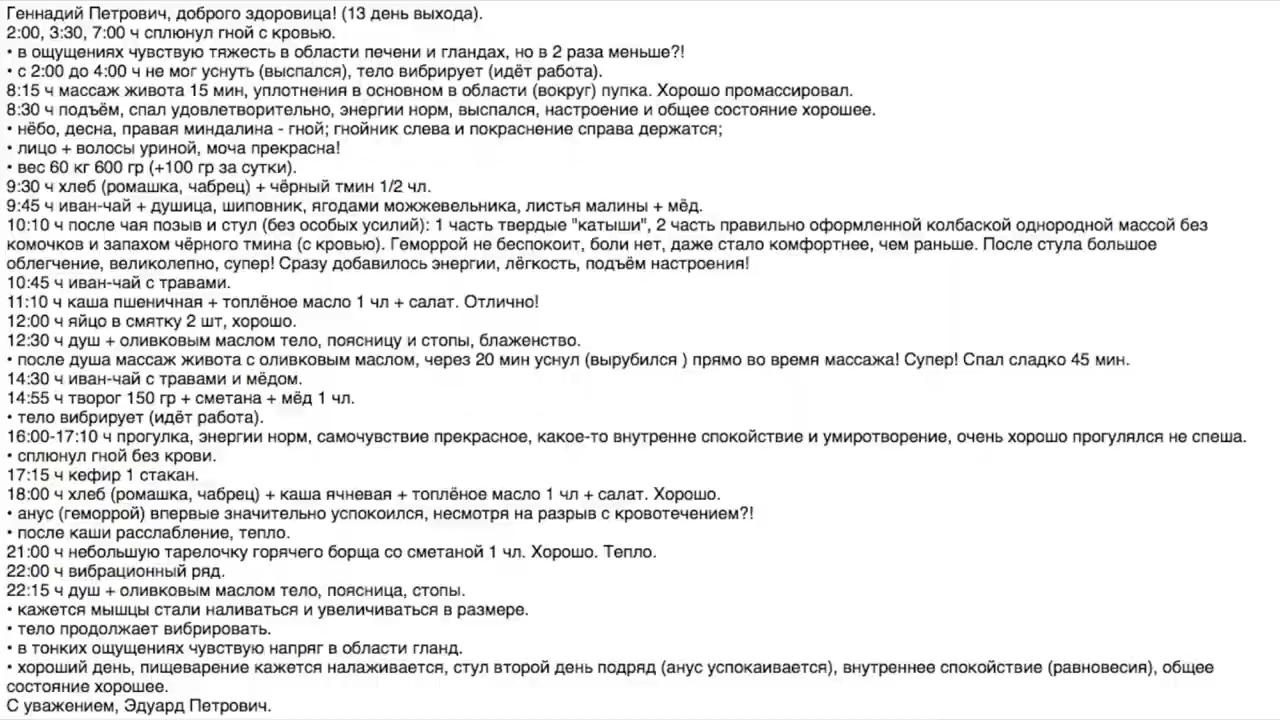 Геннадий Петрович, доброго здоровица! (13 день выхода).
2:00, 3:30, 7:00 ч сплюнул гной с кровью.
• в ощущениях чувствую тяжесть в области печени и гландах, но в 2 раза меньше?!
• с 2:00 до 4:00 ч не мог уснуть (выспался), тело вибрирует (идёт работа).
8:15 ч массаж живота 15 мин, уплотнения в основном в области (вокруг) пупка. Хорошо промассировал.
8:30 ч подъём, спал удовлетворительно, энергии норм, выспался, настроение и общее состояние хорошее.
• нёбо, десна, правая миндалина - гной; гнойник слева и покраснение справа держатся;
• лицо + волосы уриной, моча прекрасна!
• вес 60 кг 600 гр (+100 гр за сутки).
9:30 ч хлеб (ромашка, чабрец) + чёрный тмин 1/2 чл.
9:45 ч иван-чай + душица, шиповник, ягодами можжевельника, листья малины + мёд.
10:10 ч после чая позыв и стул (без особых усилий): 1 часть твердые "катыши", 2 часть правильно оформленной колбаской однородной массой без
комочков и запахом чёрного тмина (с кровью). Геморрой не беспокоит, боли нет, даже стало комфортнее, чем раньше. После стула большое
облегчение, великолепно, супер! Сразу добавилось энергии, лёгкость, подъём настроения!
10:45 ч иван-чай с травами.
11:10 ч каша пшеничная + топлёное масло 1 чл + салат. Отлично!
12:00 ч яйцо в смятку 2 шт, хорошо.
12:30 ч душ + оливковым маслом тело, поясницу и стопы, блаженство.
• после душа массаж живота с оливковым маслом, через 20 мин уснул (вырубился ) прямо во время массажа! Супер! Спал сладко 45 мин.
14:30 ч иван-чай с травами и мёдом.
14:55 ч творог 150 гр + сметана + мёд 1 чл.
• тело вибрирует (идёт работа).
16:00-17:10 ч прогулка, энергии норм, самочувствие прекрасное, какое-то внутренне спокойствие и умиротворение, очень хорошо прогулялся не спеша.
• сплюнул гной без крови.
17:15 ч кефир 1 стакан.
18:00 ч хлеб (ромашка, чабрец) + каша ячневая + топлёное масло 1 чл + салат. Хорошо.
• анус (геморрой) впервые значительно успокоился, несмотря на разрыв с кровотечением?!
• после каши расслабление, тепло.
21:00 ч небольшую тарелочку горячего борща со сметаной 1 чл. Хорошо. Тепло.
22:00 ч вибрационный ряд.
22:15 ч душ + оливковым маслом тело, поясница, стопы.
• кажется мышцы стали наливаться и увеличиваться в размере.
• тело продолжает вибрировать.
• в тонких ощущениях чувствую напряг в области гланд.
• хороший день, пищеварение кажется налаживается, стул второй день подряд (анус успокаивается), внутреннее спокойствие (равновесия), общее
состояние хорошее.
С уважением, Эдуард Петрович.